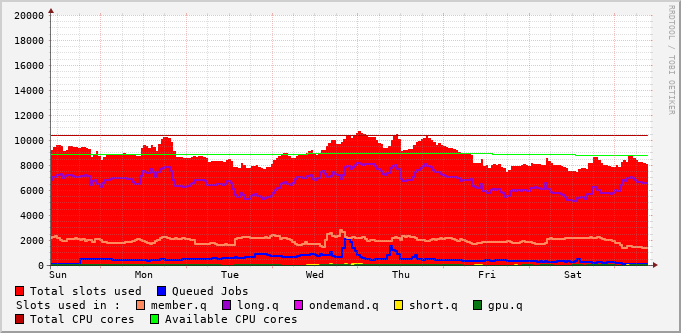 20000
18000
16000
14000
12000
10000
8000
6000
4000
2000
0
Sun Mon Tue Wed Thu Fri Sat
Total slots used Queued Jobs
Slots used in : member.q long.q ondemand.q short.q gpu.q
Total CPU cores Available CPU cores
RRDTOOL / TOBI OETIKER